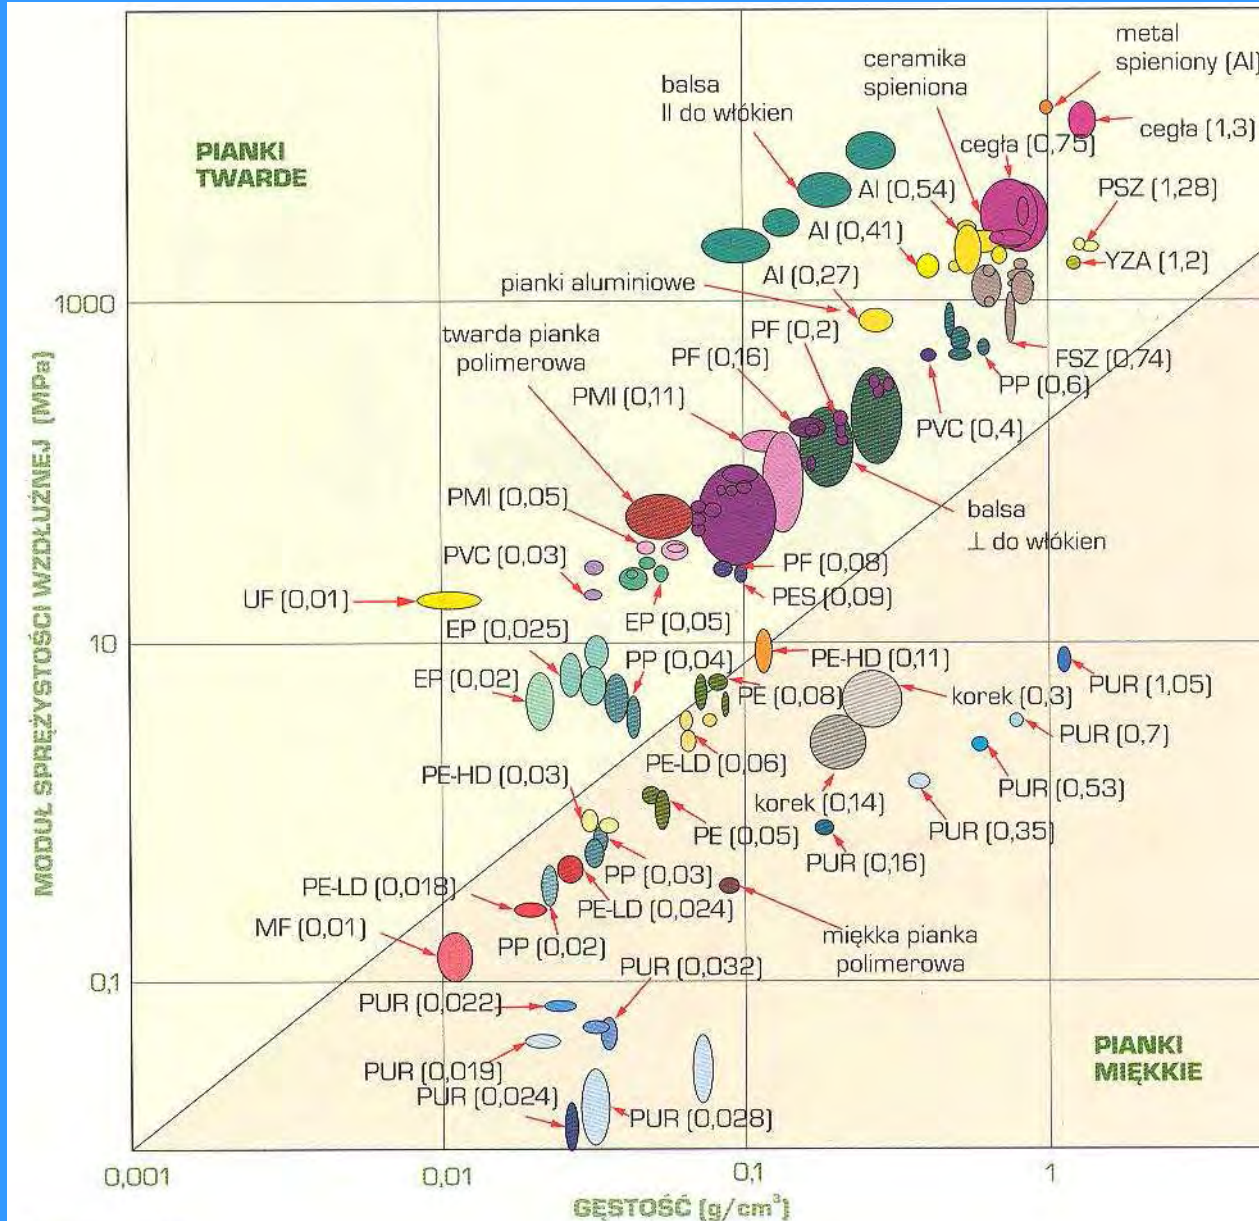 metal
spieniony (Al)
ceramika
spieniona
balsa
II do włókien
cegła (1,3)
PIANKI
TWARDE
cegła (0,75)
Al (0,54)
PSZ (1,28)
Al (0,41)
YZA (1,2)
pianki aluminiowe
Al (0,27)
1000
twarda pianka
polimerowa
PF (0,2)
PF (0,16)
FSZ (0,74)
PP (0,6)
PMI (0,11)
PVC (0,4)
PMI (0,05)
balsa
⊥ do włókien
PVC (0,03)
PF (0,08)
PES (0,09)
UF (0,01)
EP (0,025)
EP (0,05)
10
PP (0,04)
PE-HD (0,11)
EP (0,02)
PE (0,08)
korek (0,3)
PUR (1,05)
PUR
(0,7)
PE-LD (0,06)
PE-HD (0,03)
korek (0,14)
PUR
(0,53)
PE
(0,05)
PUR
(0,35)
PUR
(0,16)
PE-LD (0,018)
PP (0,03)
PE-LD (0,024)
MF (0,01)
PP (0,02)
miękka pianka
polimerowa
PUR (0,032)
0,1
PUR (0,022)
PUR (0,019)
PUR (0,024)
PUR (0,028)
PIANKI
MIĘKKIE
0,001
0,01
0,1
1
GĘSTOŚĆ (g/cm³)
MODUŁ SPRĘŻYSTOŚCI WZDŁUŻNEJ (MPa)